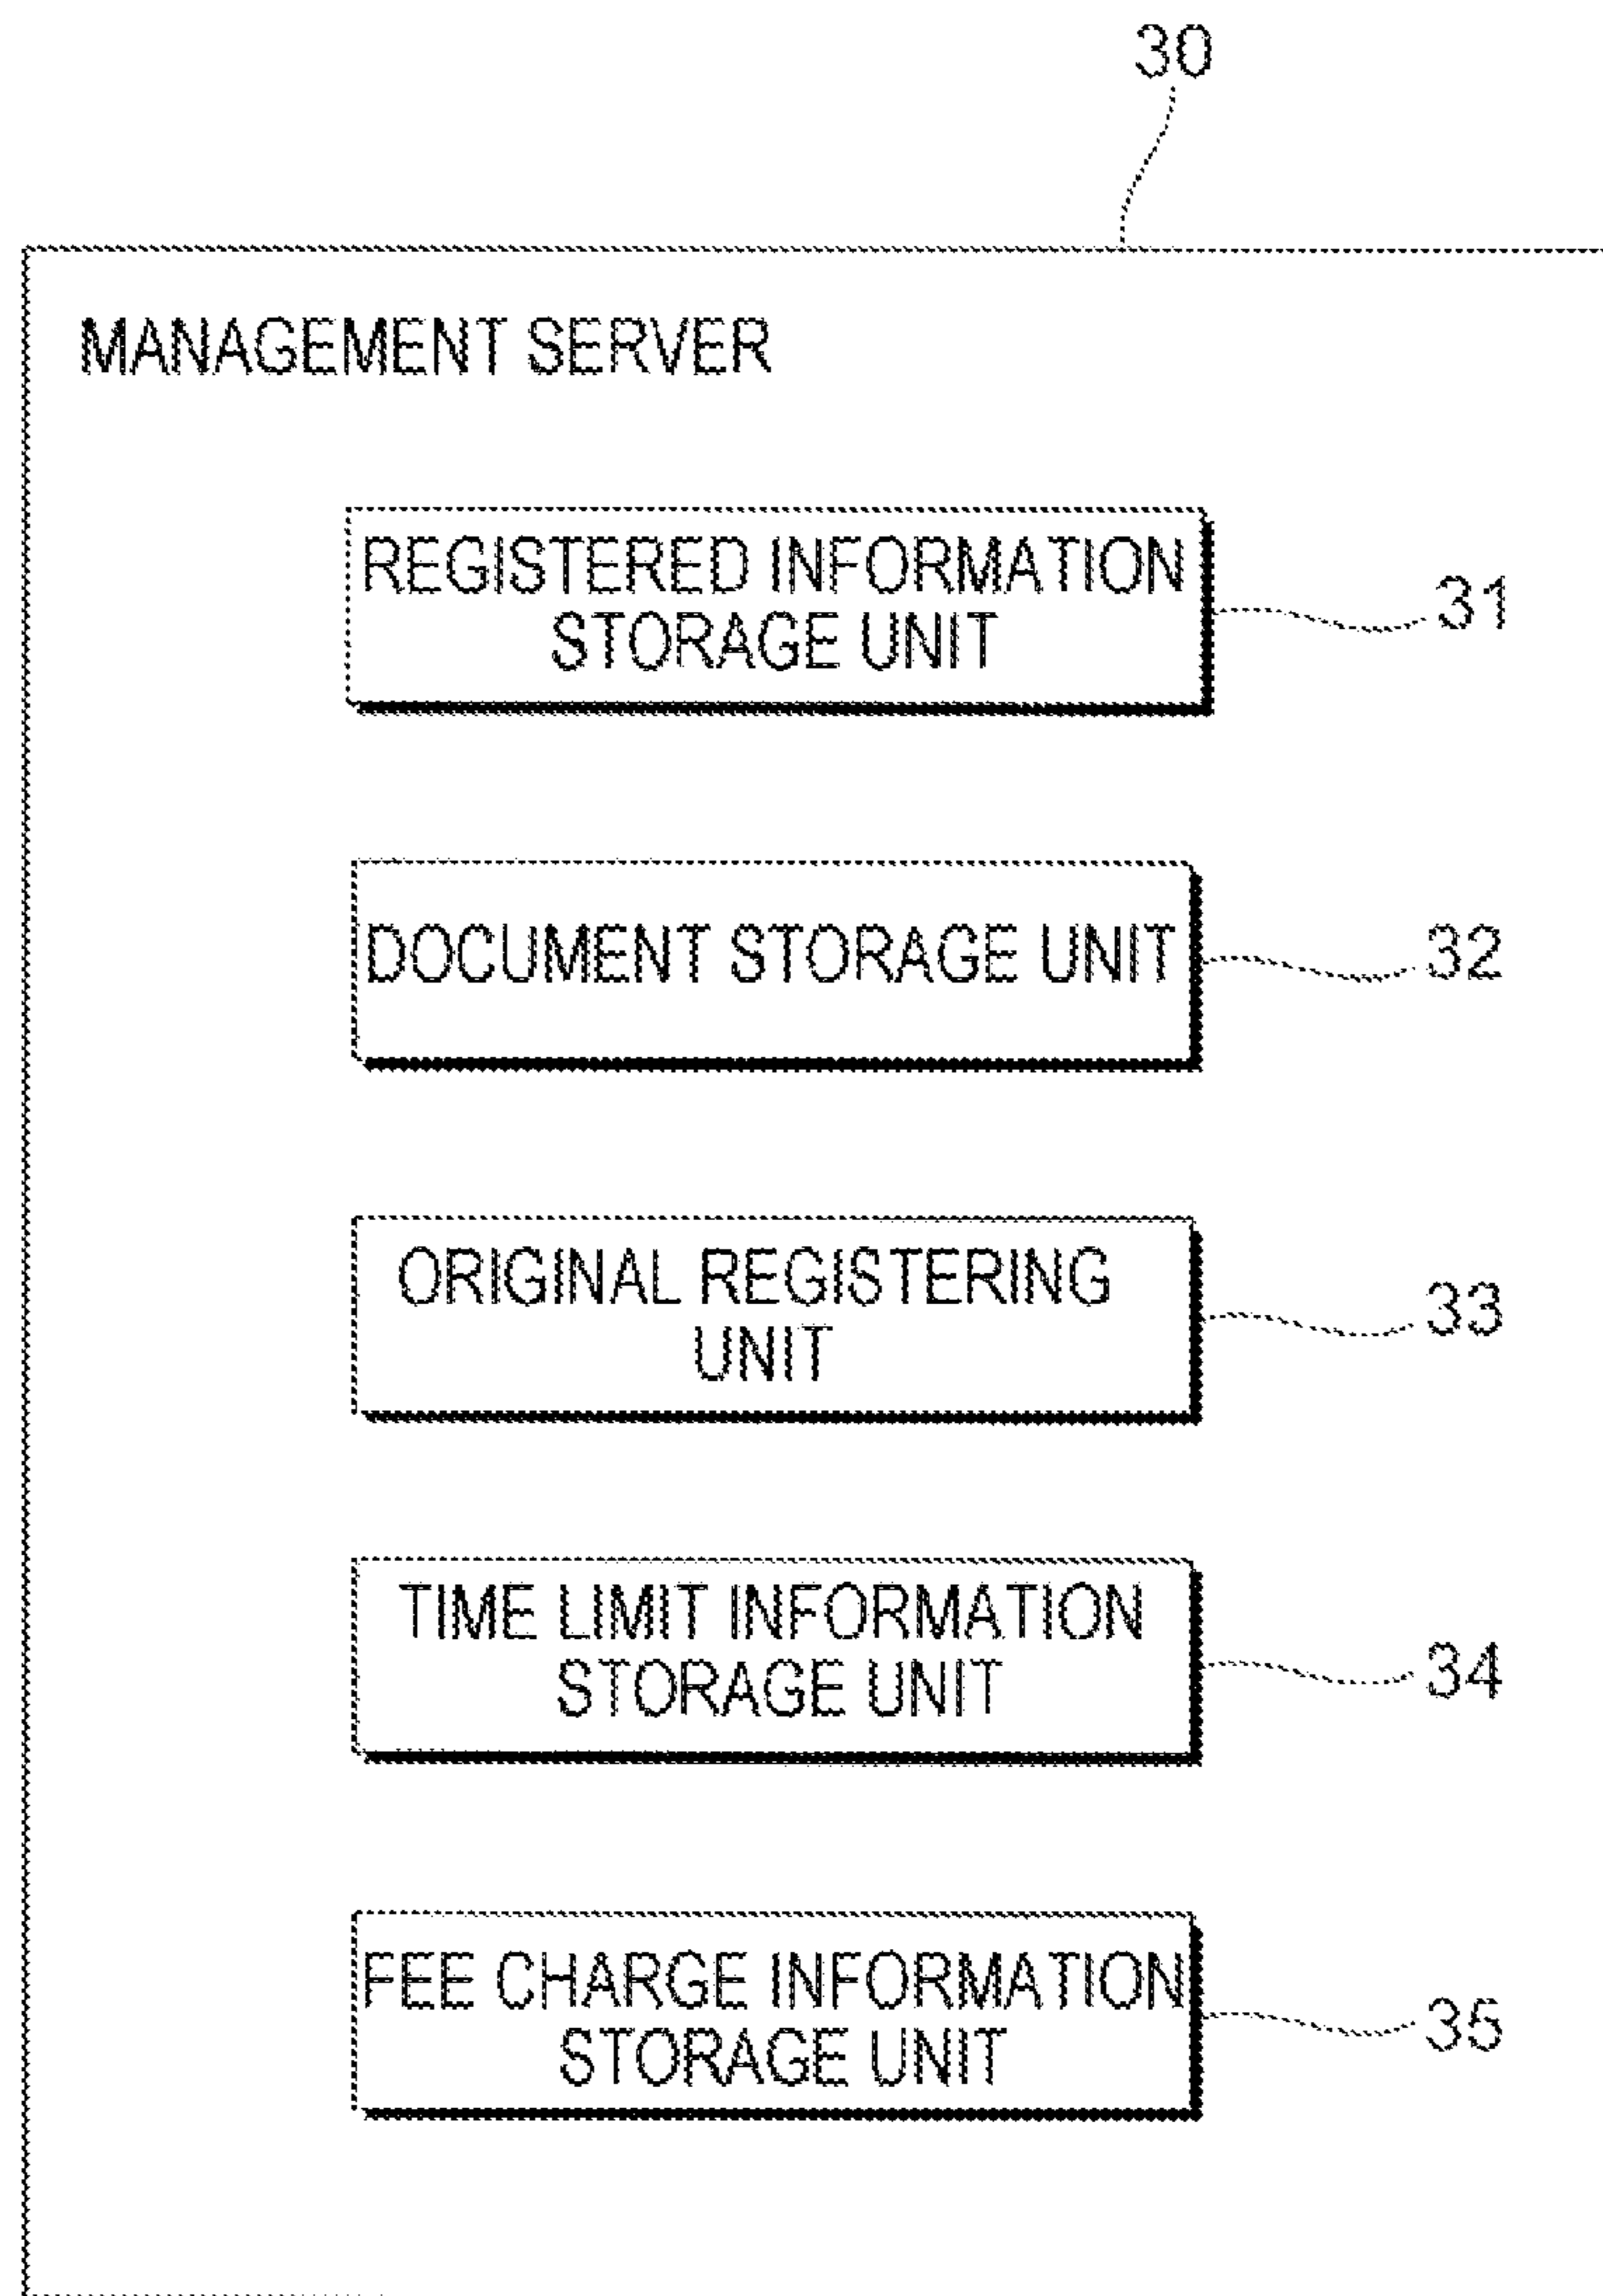 30
MANAGEMENT SERVER
REGISTERED INFORMATION
STORAGE UNIT
31
DOCUMENT STORAGE UNIT
32
ORIGINAL REGISTERING
UNIT
33
TIME LIMIT INFORMATION
STORAGE UNIT
34
FEE CHARGE INFORMATION
STORAGE UNIT
35